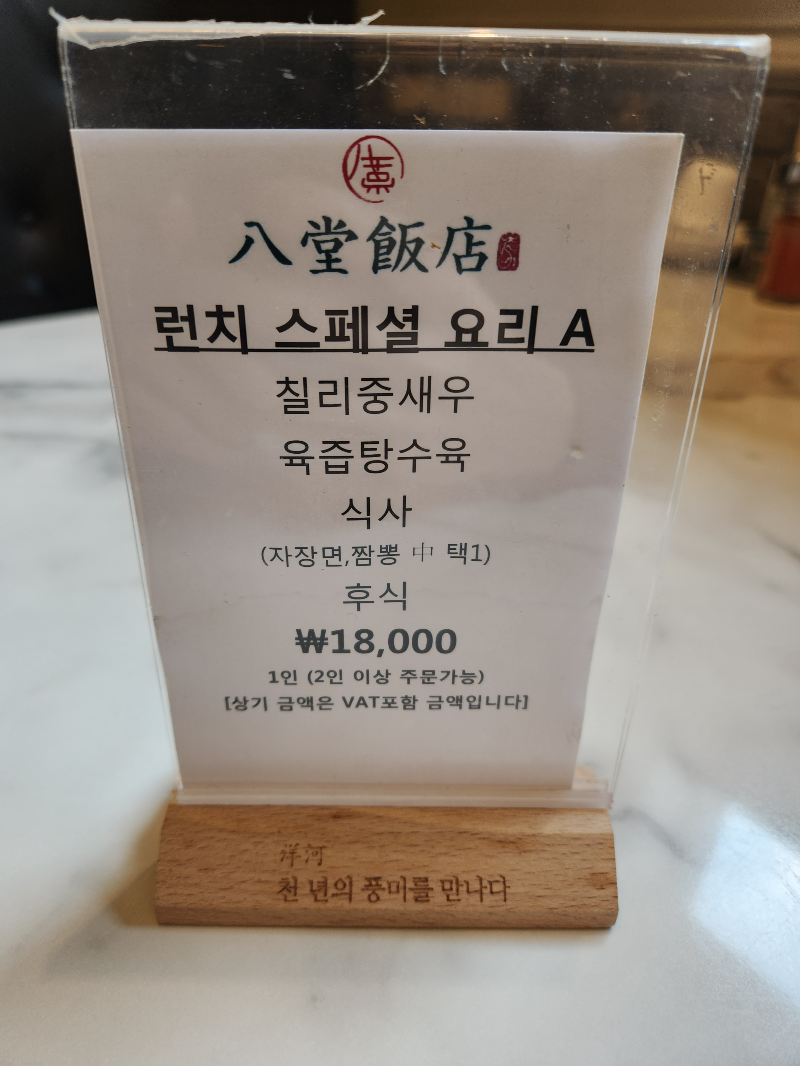 八堂飯店
런치 스페셜 요리 A
칠리중새우
육즙탕수육
식사
(자장면,짬뽕 中 택1)
후식
₩18,000
1인 (2인 이상 주문가능)
[상기 금액은 VAT포함 금액입니다]
洋河
천 년의 풍미를 만나다